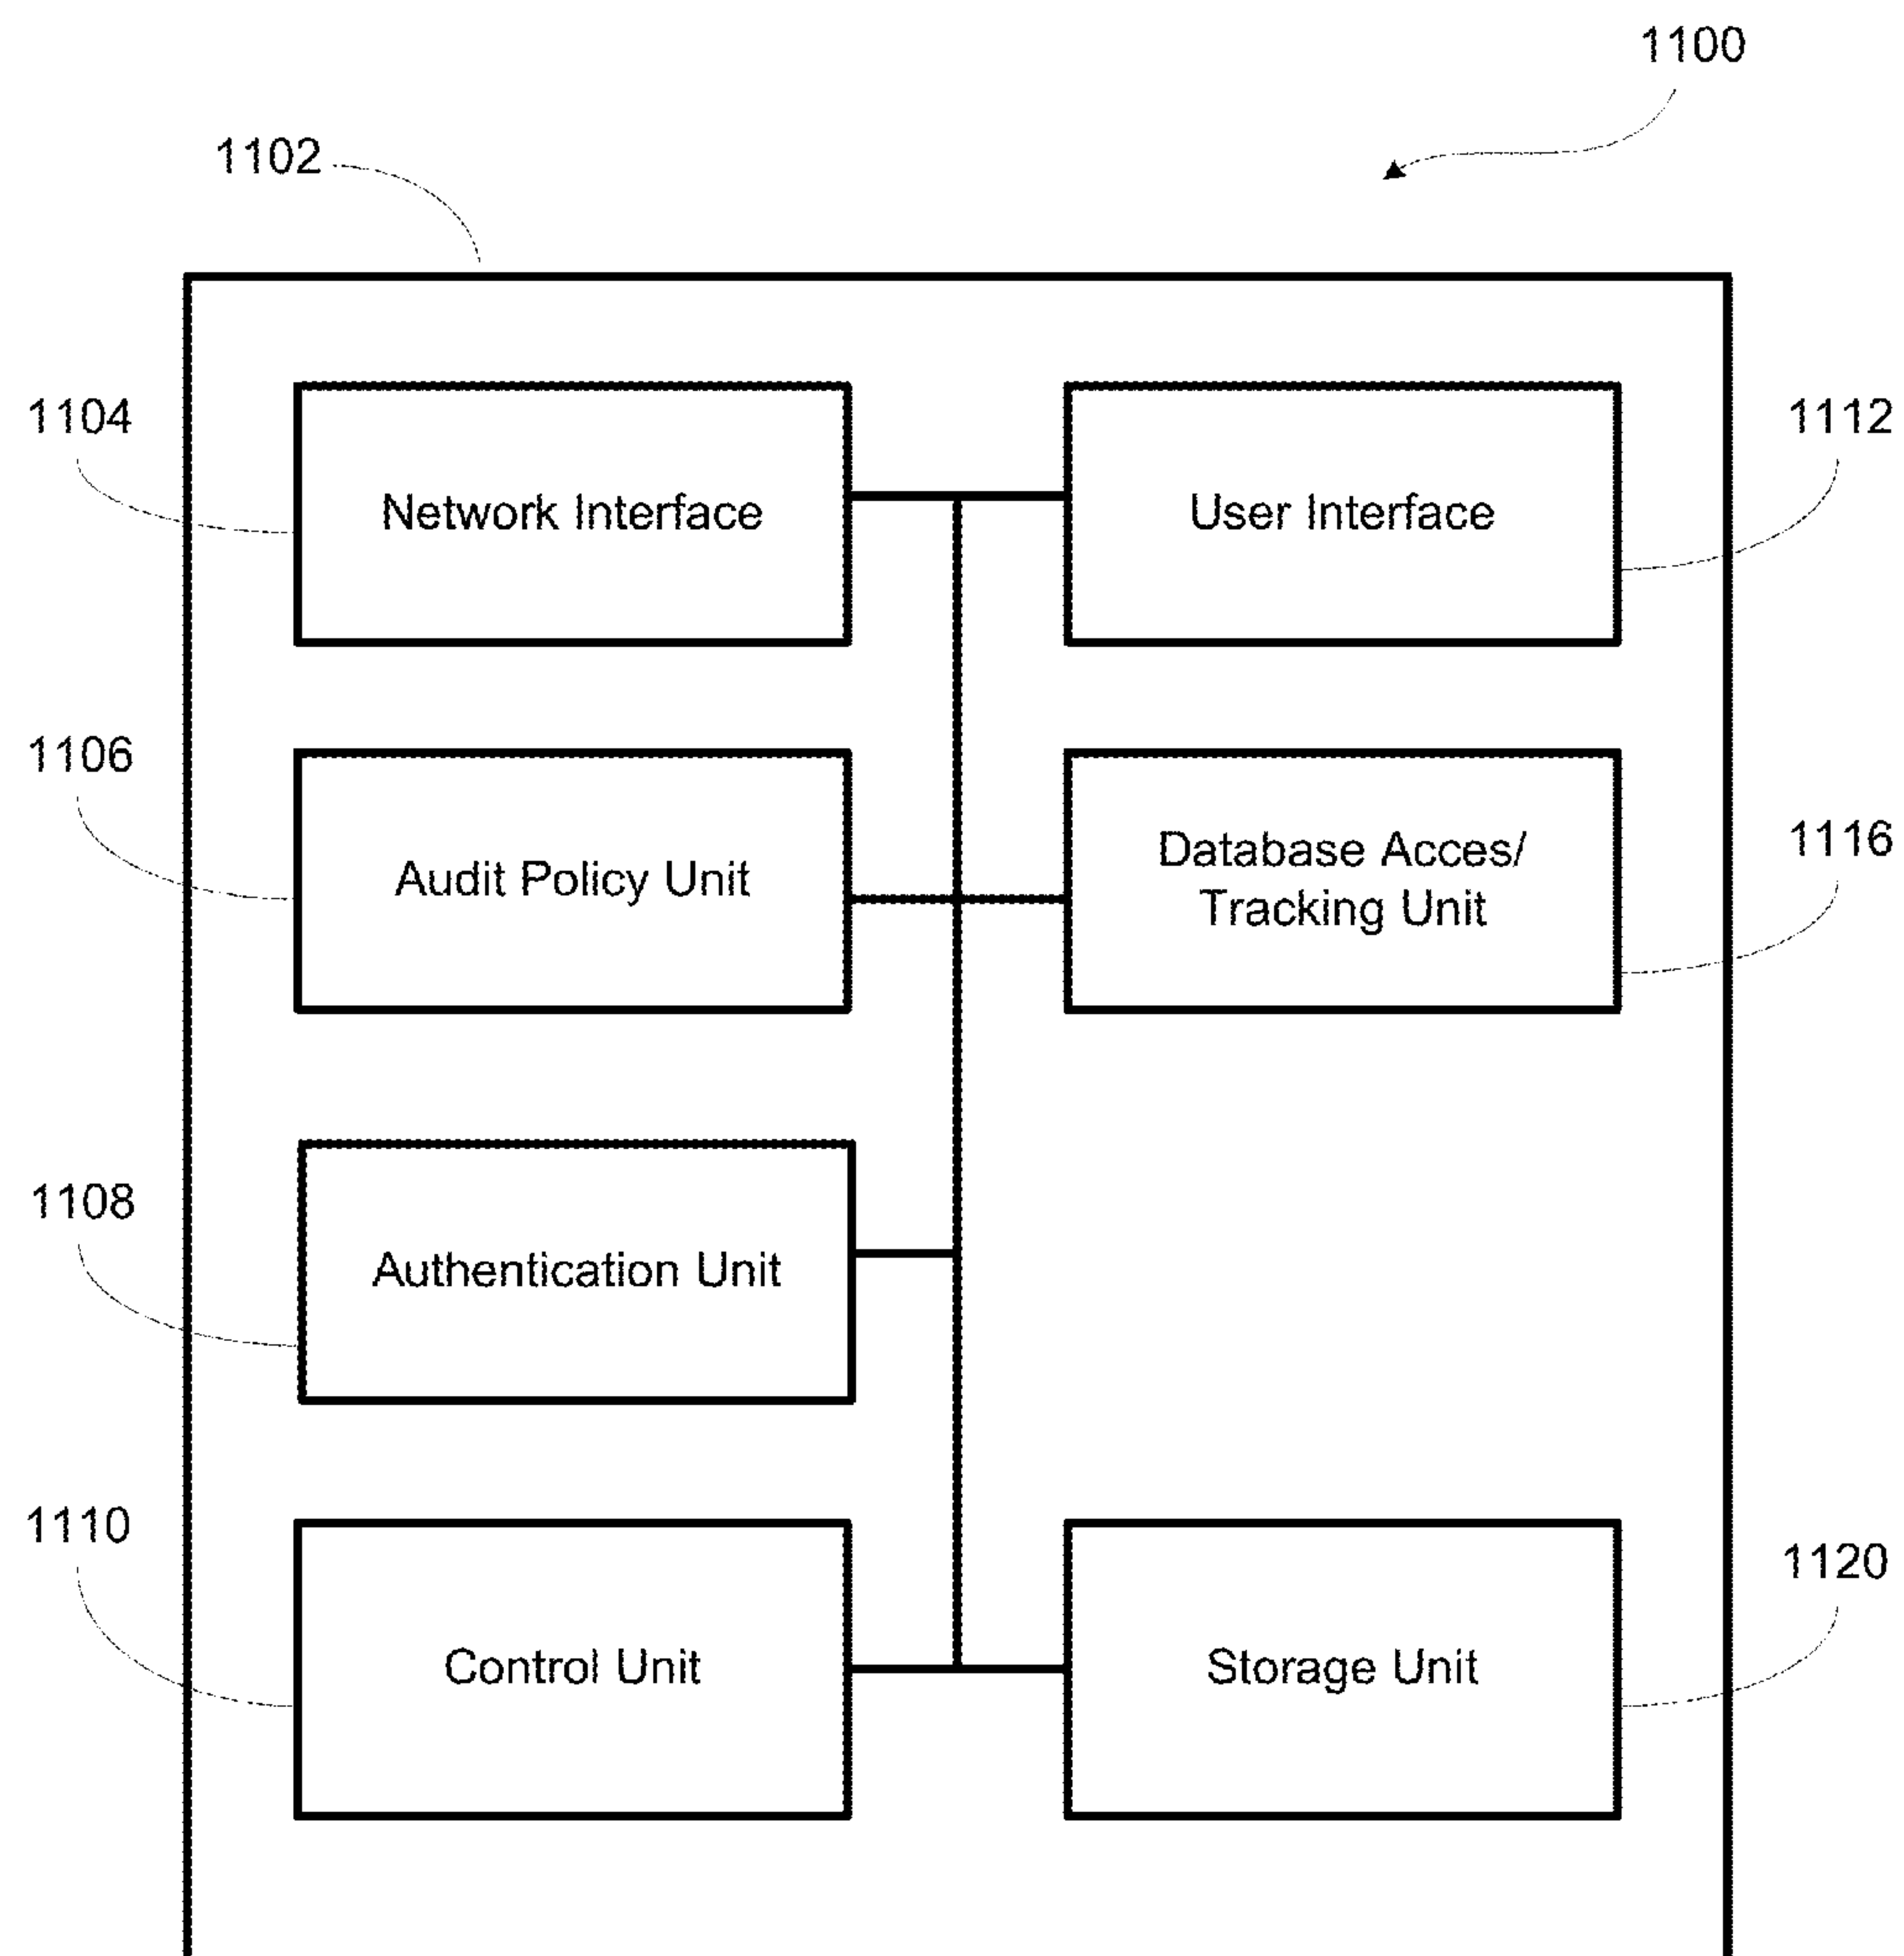 1100
1102
1104
Network Interface
User Interface
1112
1106
Audit Policy Unit
Database Acces/
Tracking Unit
1116
1108
Authentication Unit
1110
Control Unit
Storage Unit
1120